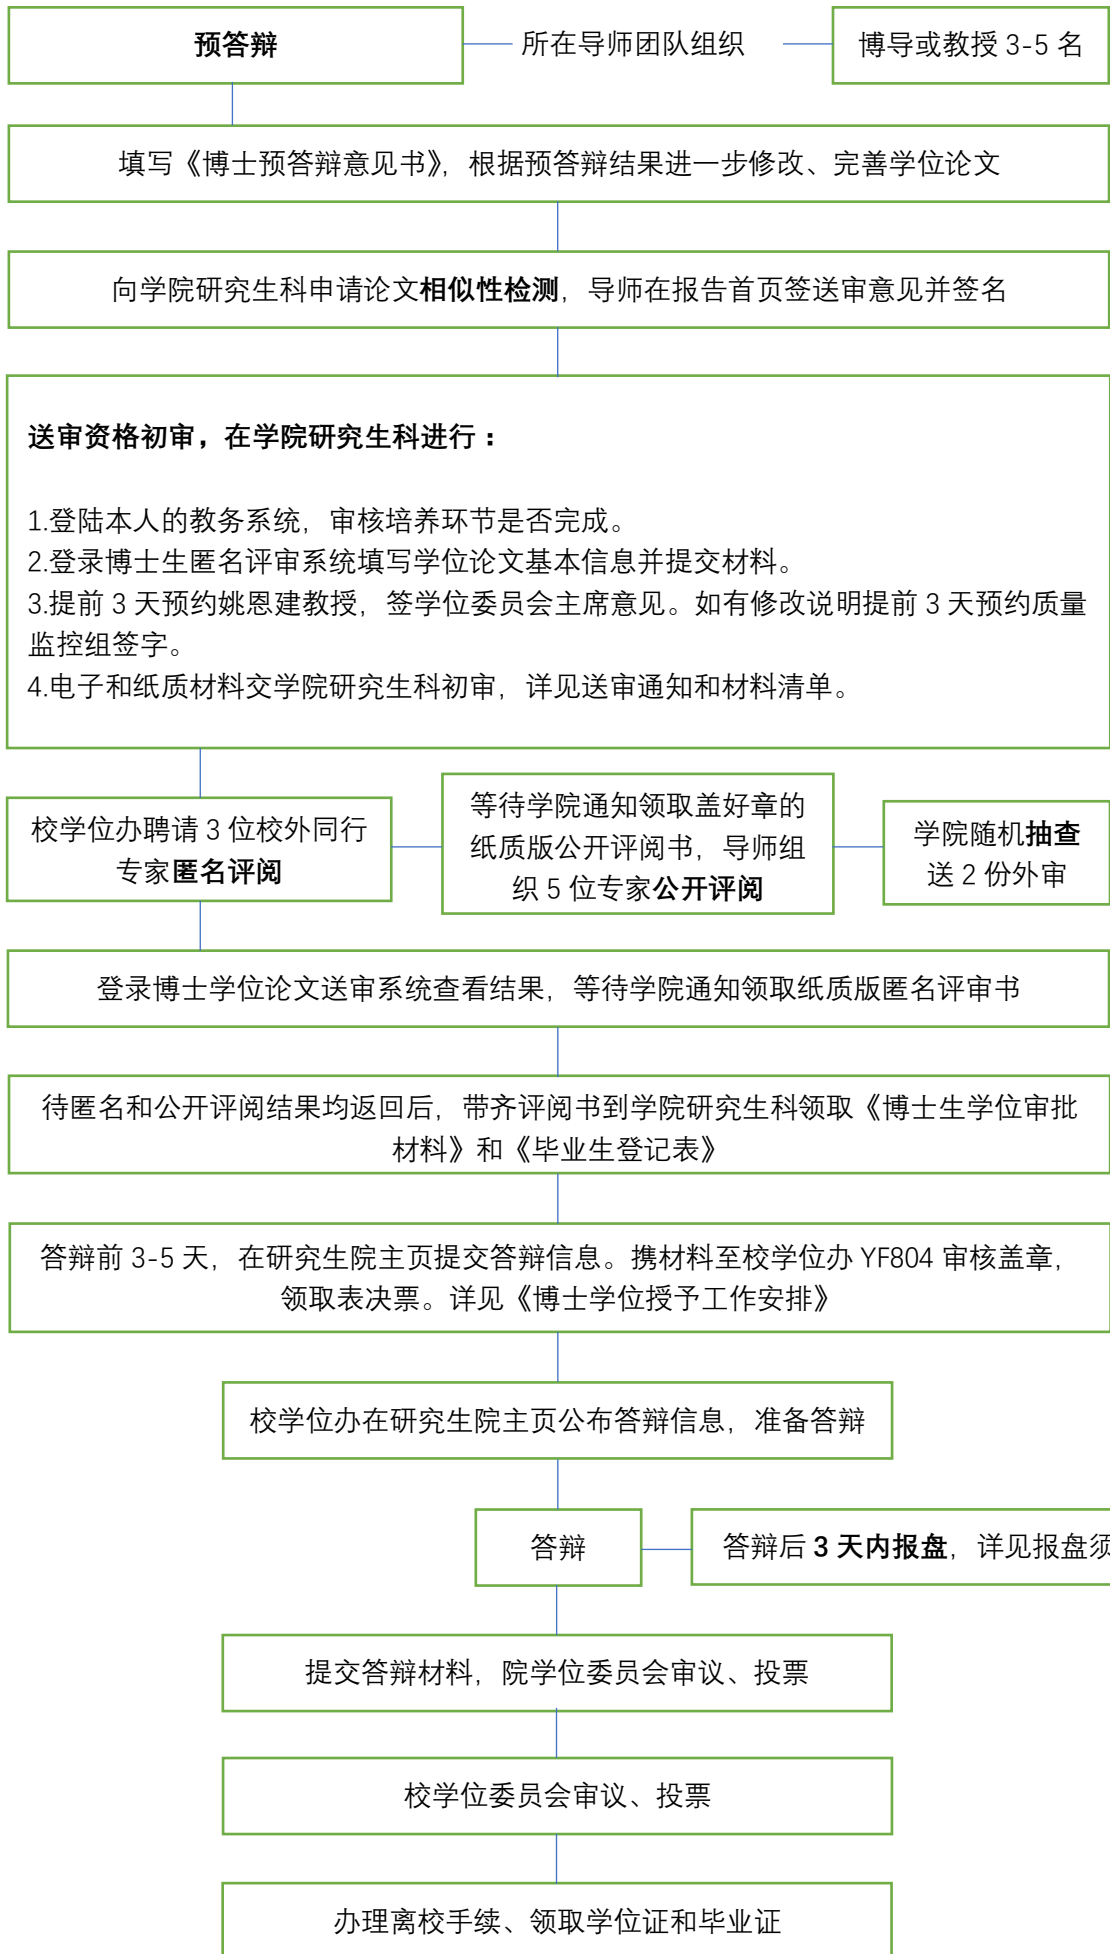 预答辩
所在导师团队组织
博导或教授 3-5 名
填写《博士预答辩意见书》，根据预答辩结果进一步修改、完善学位论文
向学院研究生科申请论文相似性检测，导师在报告首页签送审意见并签名
送审资格初审，在学院研究生科进行：
1.登陆本人的教务系统，审核培养环节是否完成。
2.登录博士生匿名评审系统填写学位论文基本信息并提交材料。
3.提前 3 天预约姚恩建教授，签学位委员会主席意见。如有修改说明提前 3 天预约质量
监控组签字。
4.电子和纸质材料交学院研究生科初审，详见送审通知和材料清单。
校学位办聘请 3 位校外同行
专家匿名评阅
等待学院通知领取盖好章的
纸质版公开评阅书，导师组
织 5 位专家公开评阅
学院随机抽查
送 2 份外审
登录博士学位论文送审系统查看结果，等待学院通知领取纸质版匿名评审书
待匿名和公开评阅结果均返回后，带齐评阅书到学院研究生科领取《博士生学位审批
材料》和《毕业生登记表》
答辩前 3-5 天，在研究生院主页提交答辩信息。携材料至校学位办 YF804 审核盖章，
领取表决票。详见《博士学位授予工作安排》
校学位办在研究生院主页公布答辩信息，准备答辩
答辩
答辩后 3 天内报盘，详见报盘须
提交答辩材料，院学位委员会审议、投票
校学位委员会审议、投票
办理离校手续、领取学位证和毕业证